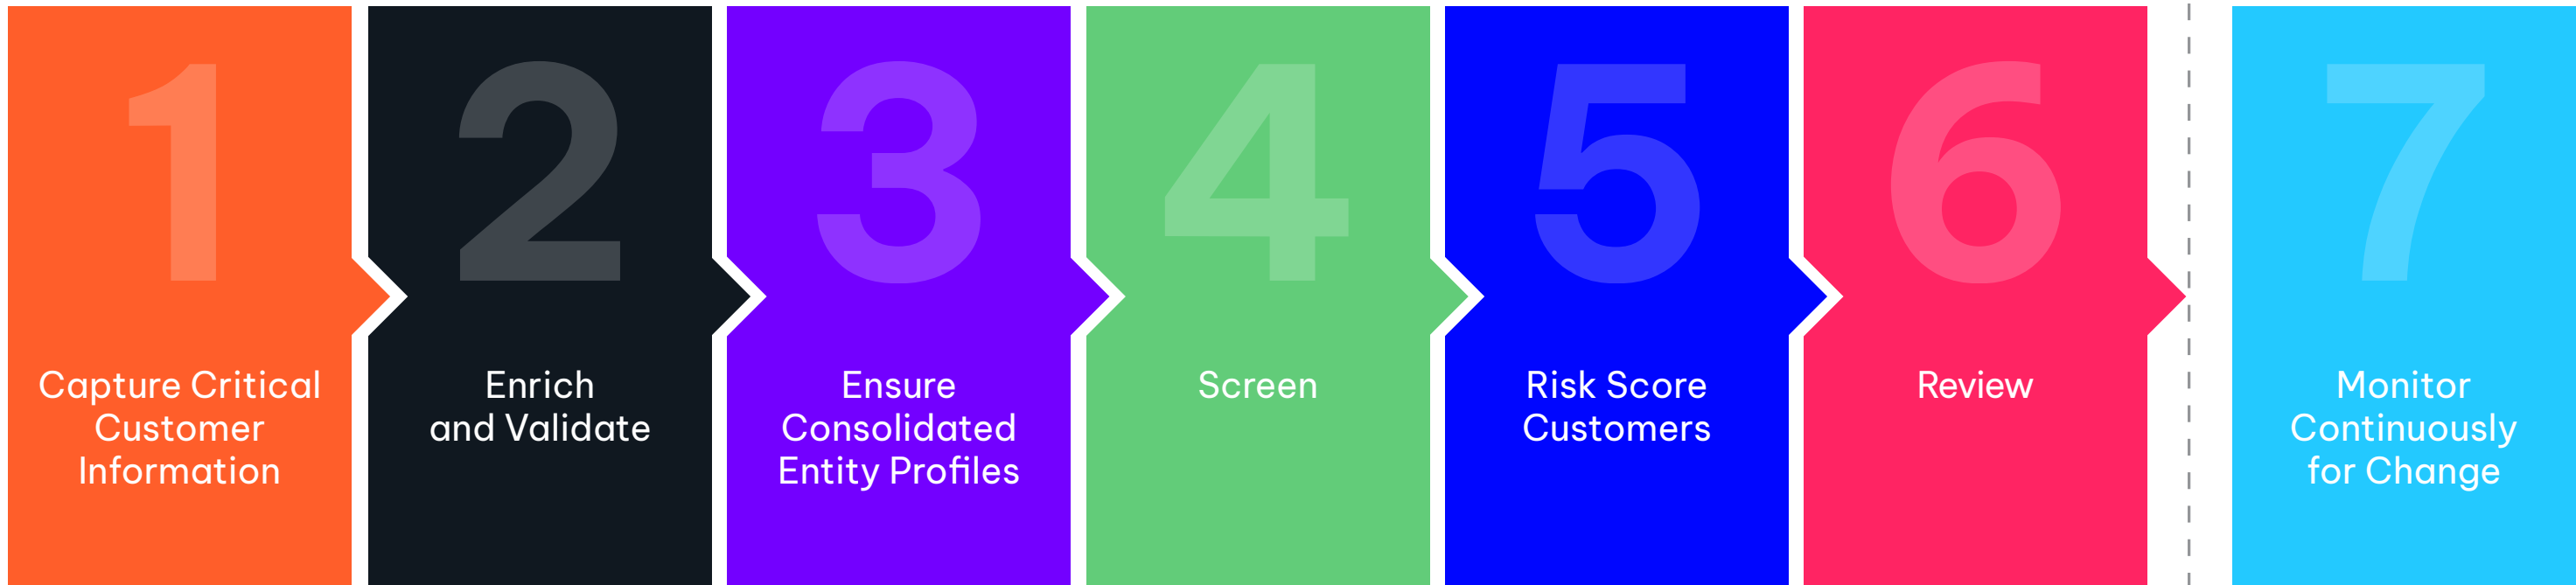 1
Capture Critical
Customer
Information
2
Enrich
and Validate
3
Ensure
Consolidated
Entity Profiles
4
Screen
5
Risk Score
Customers
6
Review
7
Monitor
Continuously
for Change